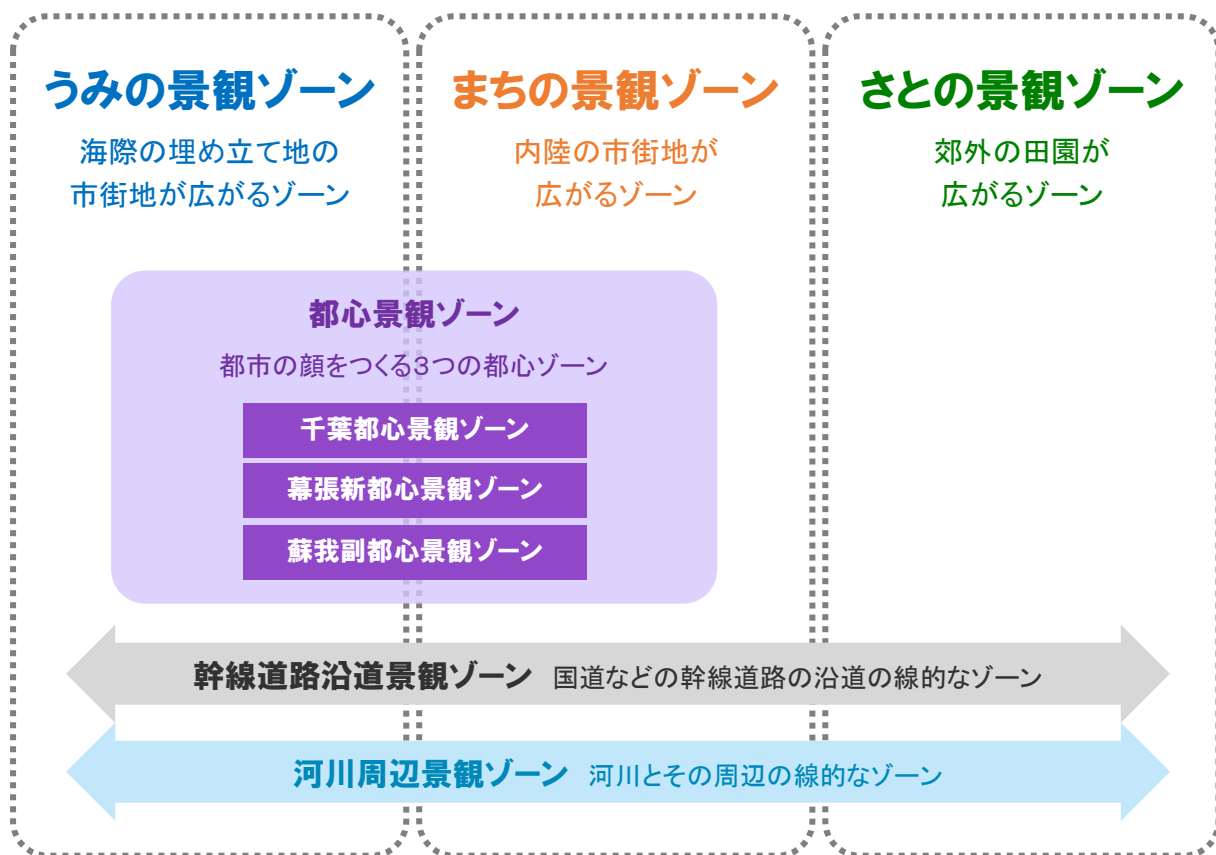 うみの景観ゾーン
海際の埋め立て地の
市街地が広がるゾーン
まちの景観ゾーン
内陸の市街地が
広がるゾーン
さとの景観ゾーン
郊外の田園が
広がるゾーン
都心景観ゾーン
都市の顔をつくる3つの都心ゾーン
千葉都心景観ゾーン
幕張新都心景観ゾーン
蘇我副都心景観ゾーン
幹線道路沿道景観ゾーン 国道などの幹線道路の沿道の線的なゾーン
河川周辺景観ゾーン 河川とその周辺の線的なゾーン